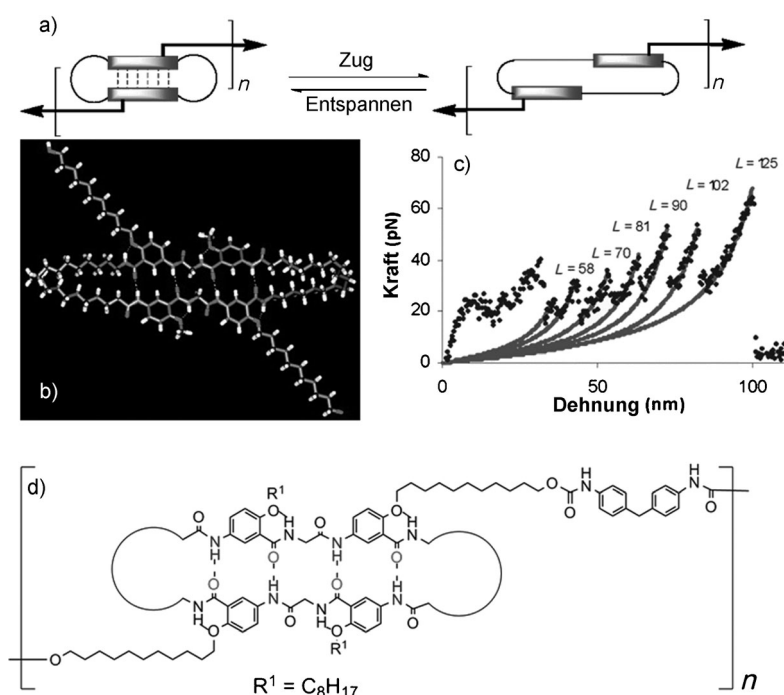 a)
Zug
Entspannen
n
n
b)
c)
Kraft (pN)
80
60
40
20
0
L = 58
L = 70
L = 81
L = 90
L = 102
L = 125
0
50
100
Dehnung (nm)
d)
R¹
O
H
N
O
O
N
H
O
N
H
O
H
N
O
O
H
N
O
H
N
O
O
N
H
O
H
N
O
N
H
O
H
N
O
O
R¹
O
R¹ = C₈H₁₇
n